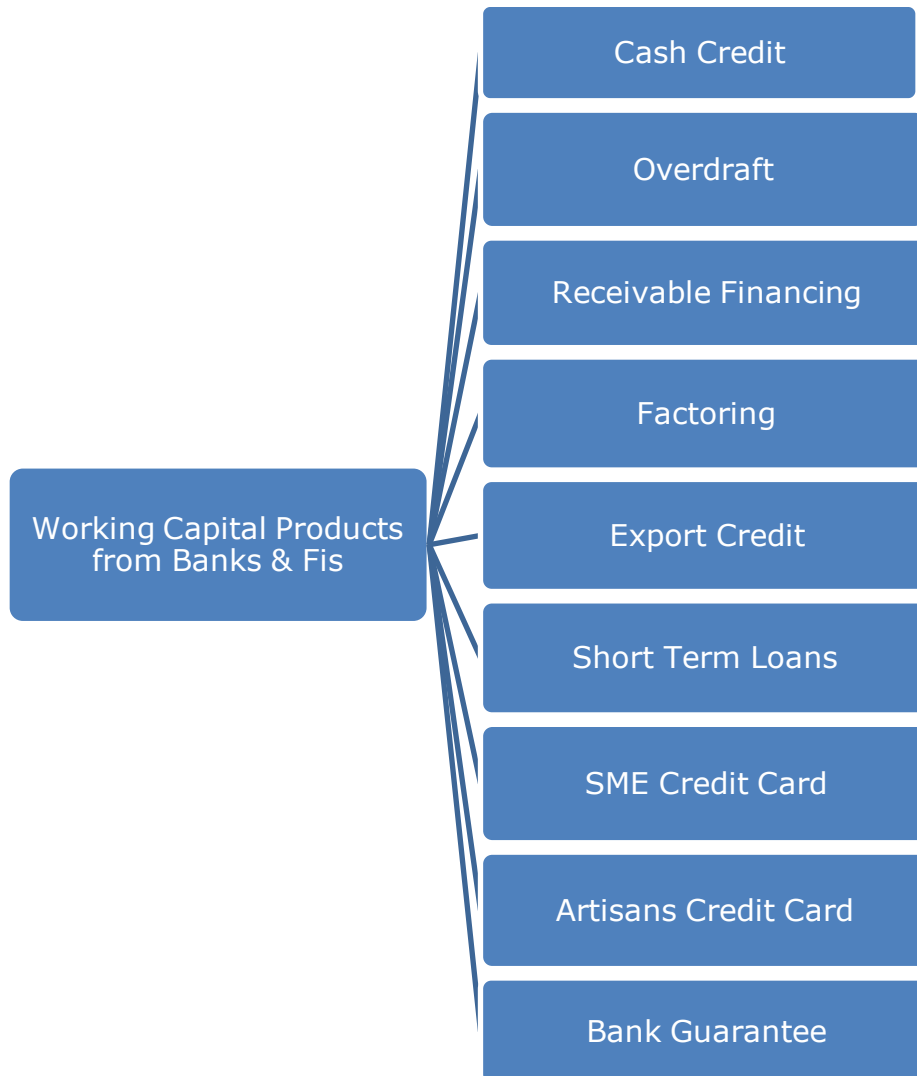 Cash Credit
Overdraft
Receivable Financing
Factoring
Working Capital Products
from Banks & Fis
Export Credit
Short Term Loans
SME Credit Card
Artisans Credit Card
Bank Guarantee